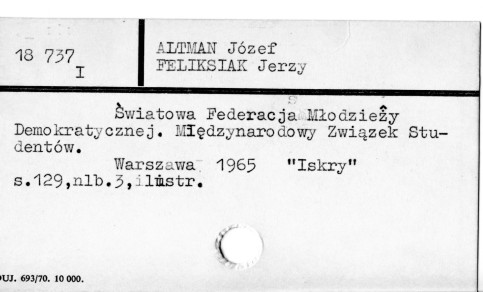 18 737
I
ALTMAN Józef
FELIKSIAK Jerzy
Światowa Federacja Młodzieży
Demokratycznej. MIędzynarodowy Związek Stu-
dentów.
Warszawa 1965 "Iskry"
s.129,nlb.3,ilustr.
DUJ. 693/70. 10 000.